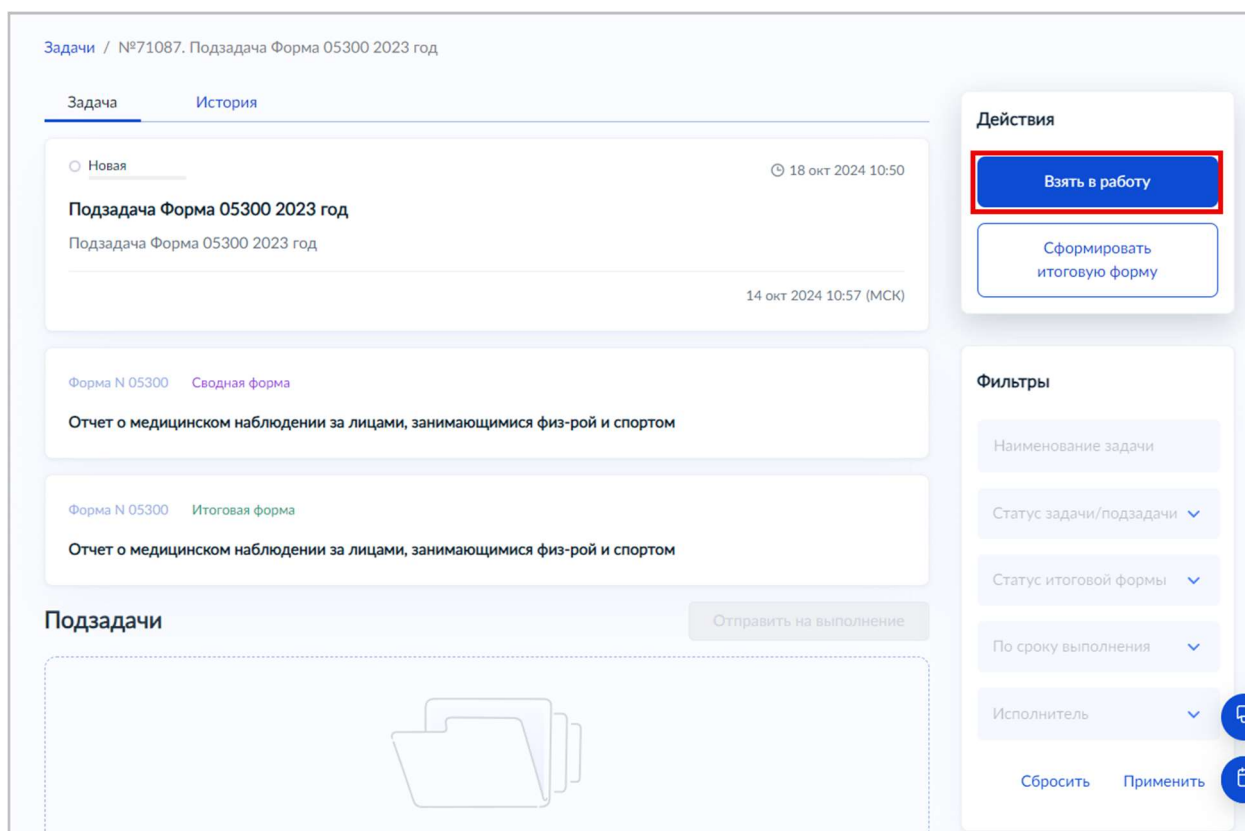 Задачи / №71087. Подзадача Форма 05300 2023 год
Задача История
Новая
18 окт 2024 10:50
Подзадача Форма 05300 2023 год
Подзадача Форма 05300 2023 год
14 окт 2024 10:57 (МСК)
Форма N 05300 Сводная форма
Отчет о медицинском наблюдении за лицами, занимающимися физ-рой и спортом
Форма N 05300 Итоговая форма
Отчет о медицинском наблюдении за лицами, занимающимися физ-рой и спортом
Подзадачи
Отправить на выполнение
Действия
Взять в работу
Сформировать
итоговую форму
Фильтры
Наименование задачи
Статус задачи/подзадачи
Статус итоговой формы
По сроку выполнения
Исполнитель
Сбросить Применить